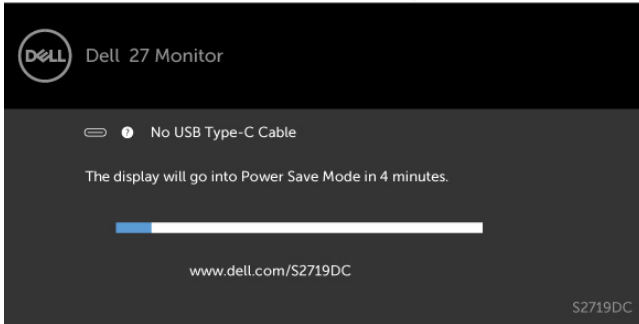 DELL
Dell 27 Monitor
? No USB Type-C Cable
The display will go into Power Save Mode in 4 minutes.
www.dell.com/S2719DC
S2719DC